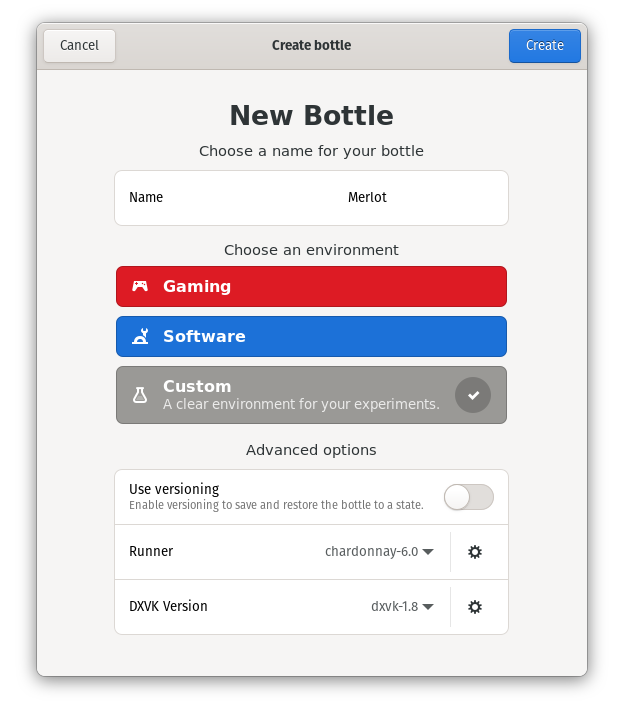 Cancel
Create bottle
Create
New Bottle
Choose a name for your bottle
Name
Merlot
Choose an environment
Gaming
Software
Custom
A clear environment for your experiments.
Advanced options
Use versioning
Enable versioning to save and restore the bottle to a state.
Runner
chardonnay-6.0
DXVK Version
dxvk-1.8